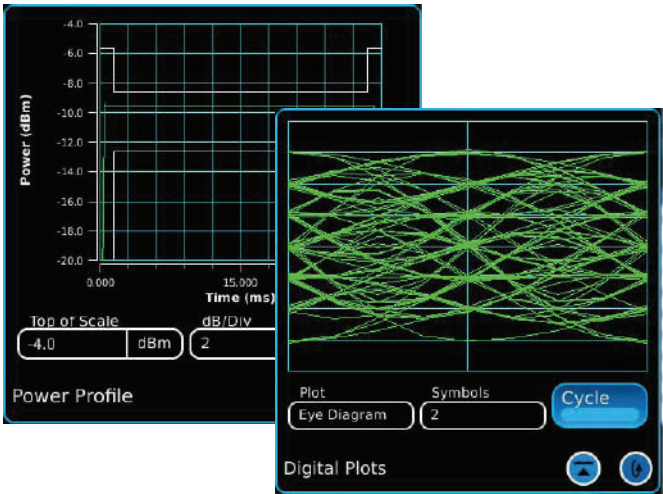 -4.0
-6.0
-8.0
-10.0
-12.0
-14.0
-16.0
-18.0
-20.0
Power (dBm)
0.000
15.000
Time (ms)
Top of Scale
dB/Div
-4.0
dBm
2
Power Profile
Plot
Symbols
Cycle
Eye Diagram
2
Digital Plots